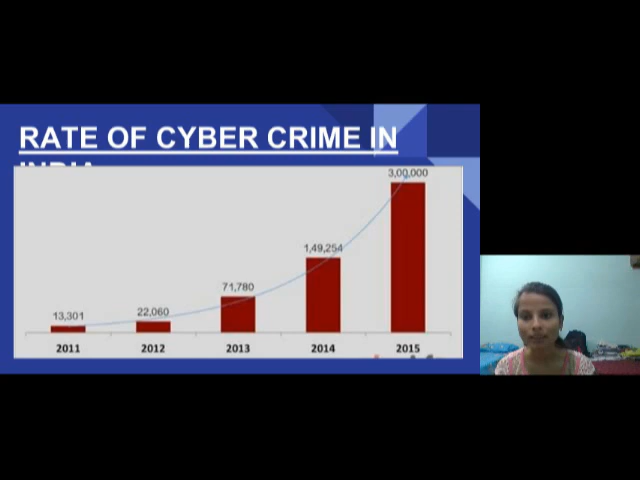 RATE OF CYBER CRIME IN
INDIA
3,00,000
1,49,254
71,780
22,060
13,301
2011 2012 2013 2014 2015